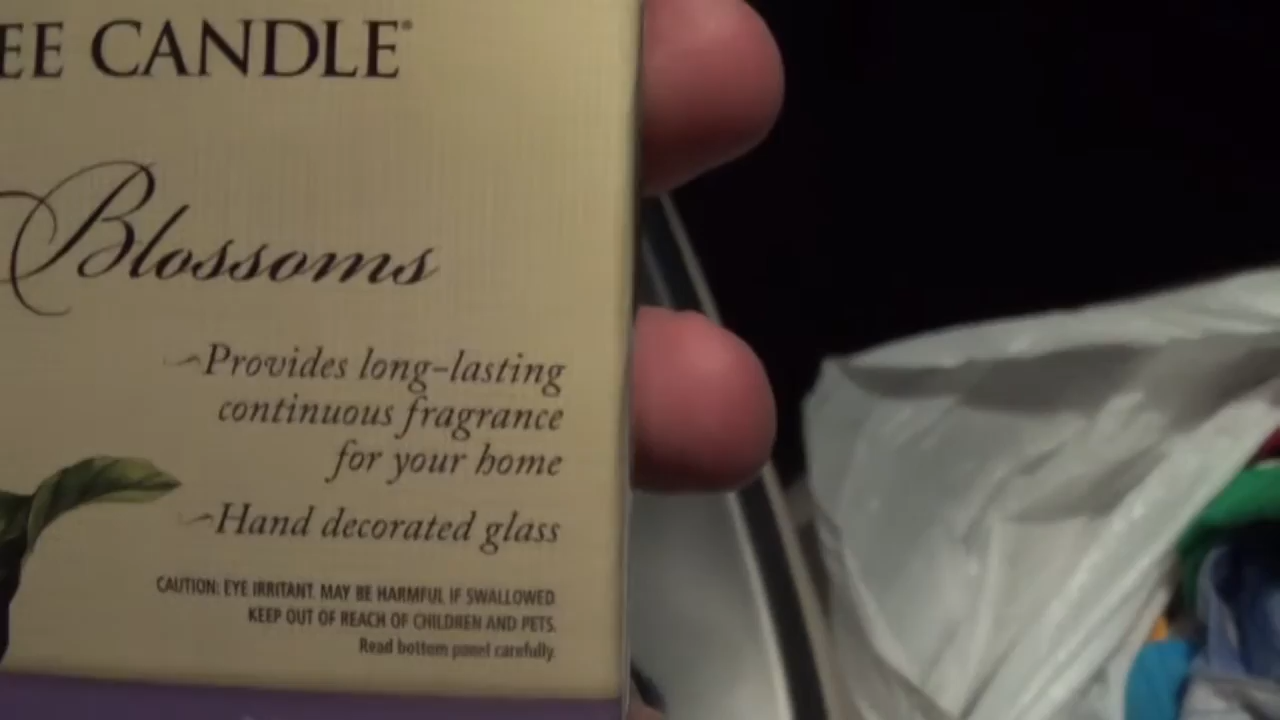 EE CANDLE®
Blossoms
~Provides long-lasting
continuous fragrance
for your home
~Hand decorated glass
CAUTION: EYE IRRITANT. MAY BE HARMFUL IF SWALLOWED
KEEP OUT OF REACH OF CHILDREN AND PETS.
Read bottom panel carefully.